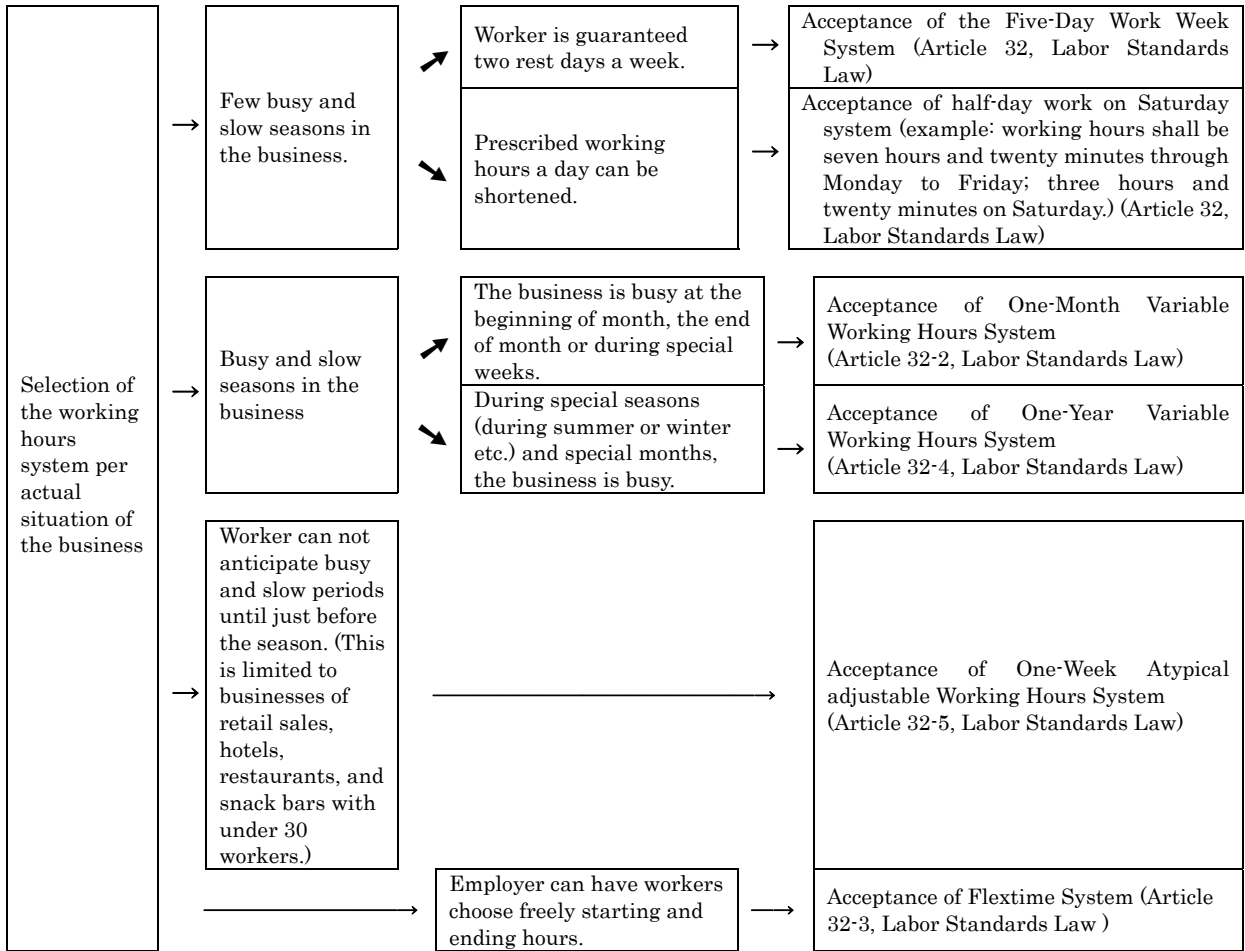 Selection of
the working
hours
system per
actual
situation of
the business
→
Few busy and
slow seasons in
the business.
Worker is guaranteed
two rest days a week.
→
Acceptance of the Five-Day Work Week
System (Article 32, Labor Standards
Law)
Prescribed working
hours a day can be
shortened.
→
Acceptance of half-day work on Saturday
system (example: working hours shall be
seven hours and twenty minutes through
Monday to Friday; three hours and
twenty minutes on Saturday.) (Article 32,
Labor Standards Law)
→
Busy and slow
seasons in the
business
The business is busy at the
beginning of month, the end
of month or during special
weeks.
→
Acceptance of One-Month Variable
Working Hours System
(Article 32-2, Labor Standards Law)
During special seasons
(during summer or winter
etc.) and special months,
the business is busy.
→
Acceptance of One-Year Variable
Working Hours System
(Article 32-4, Labor Standards Law)
→
Worker can not
anticipate busy
and slow periods
until just before
the season. (This
is limited to
businesses of
retail sales,
hotels,
restaurants, and
snack bars with
under 30
workers.)
Acceptance of One-Week Atypical
adjustable Working Hours System
(Article 32-5, Labor Standards Law)
Employer can have workers
choose freely starting and
ending hours.
Acceptance of Flextime System (Article
32-3, Labor Standards Law )